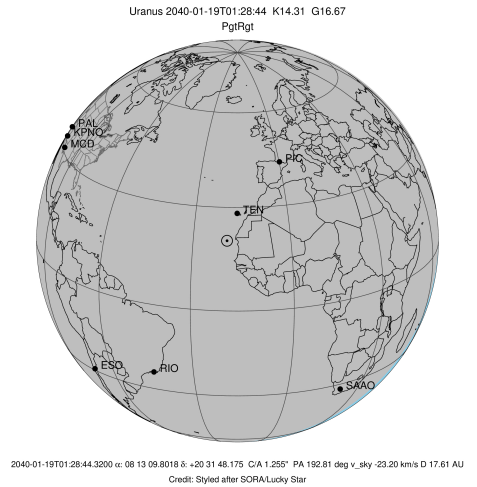 Uranus 2040-01-19T01:28:44 K14.31 G16.67
PgtRgt
PAL
KPNO
MCD
PIC
TEN
ESO
RIO
SAAO
2040-01-19T01:28:44.3200 α: 08 13 09.8018 δ: +20 31 48.175 C/A 1.255" PA 192.81 deg v_sky -23.20 km/s D 17.61 AU
Credit: Styled after SORA/Lucky Star